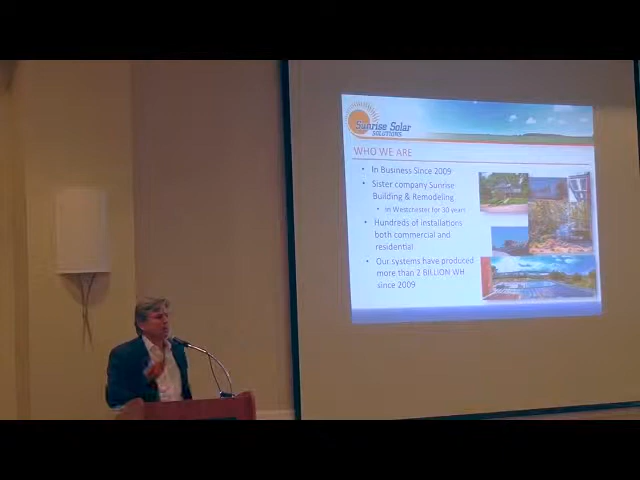 Sunrise Solar
SOLUTIONS
WHO WE ARE
• In Business Since 2009
• Sister company Sunrise
Building & Remodeling
• In Westchester for 30 years
• Hundreds of installations
both commercial and
residential
• Our systems have produced
more than 2 BILLION WH
since 2009